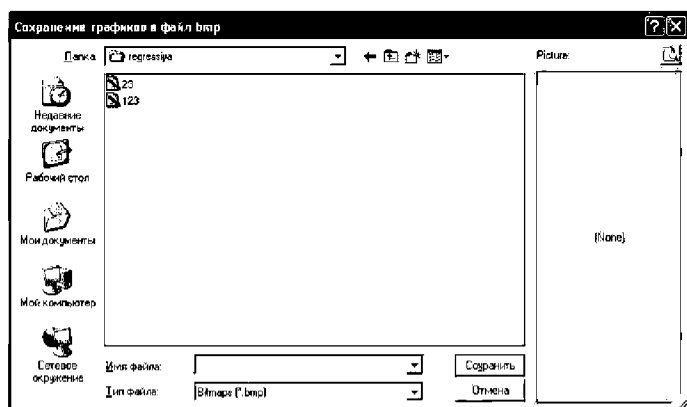 Сохранение графиков в файл bmp
Папка regressiya Picture:
23
123
Недавние
документы
Рабочий стол
Мои документы
(None)
Мой компьютер
Сетевое
окружение
Имя файла: Сохранить
Тип файла: Bitmaps (*.bmp) Отмена